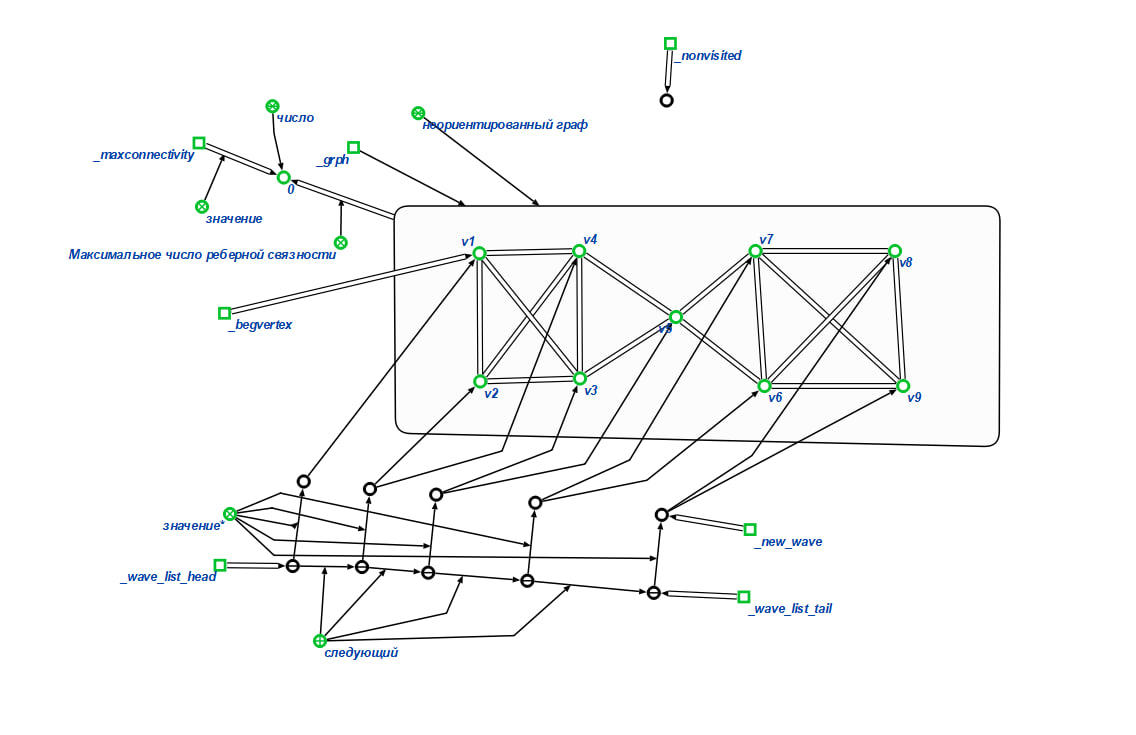 _nonvisited
число
неориентированный граф
_maxconnectivity
_grph
0
значение
Максимальное число реберной связности
v1
v4
v7
v8
_begvertex
v5
v2
v3
v6
v9
значение*
_new_wave
_wave_list_head
_wave_list_tail
следующий